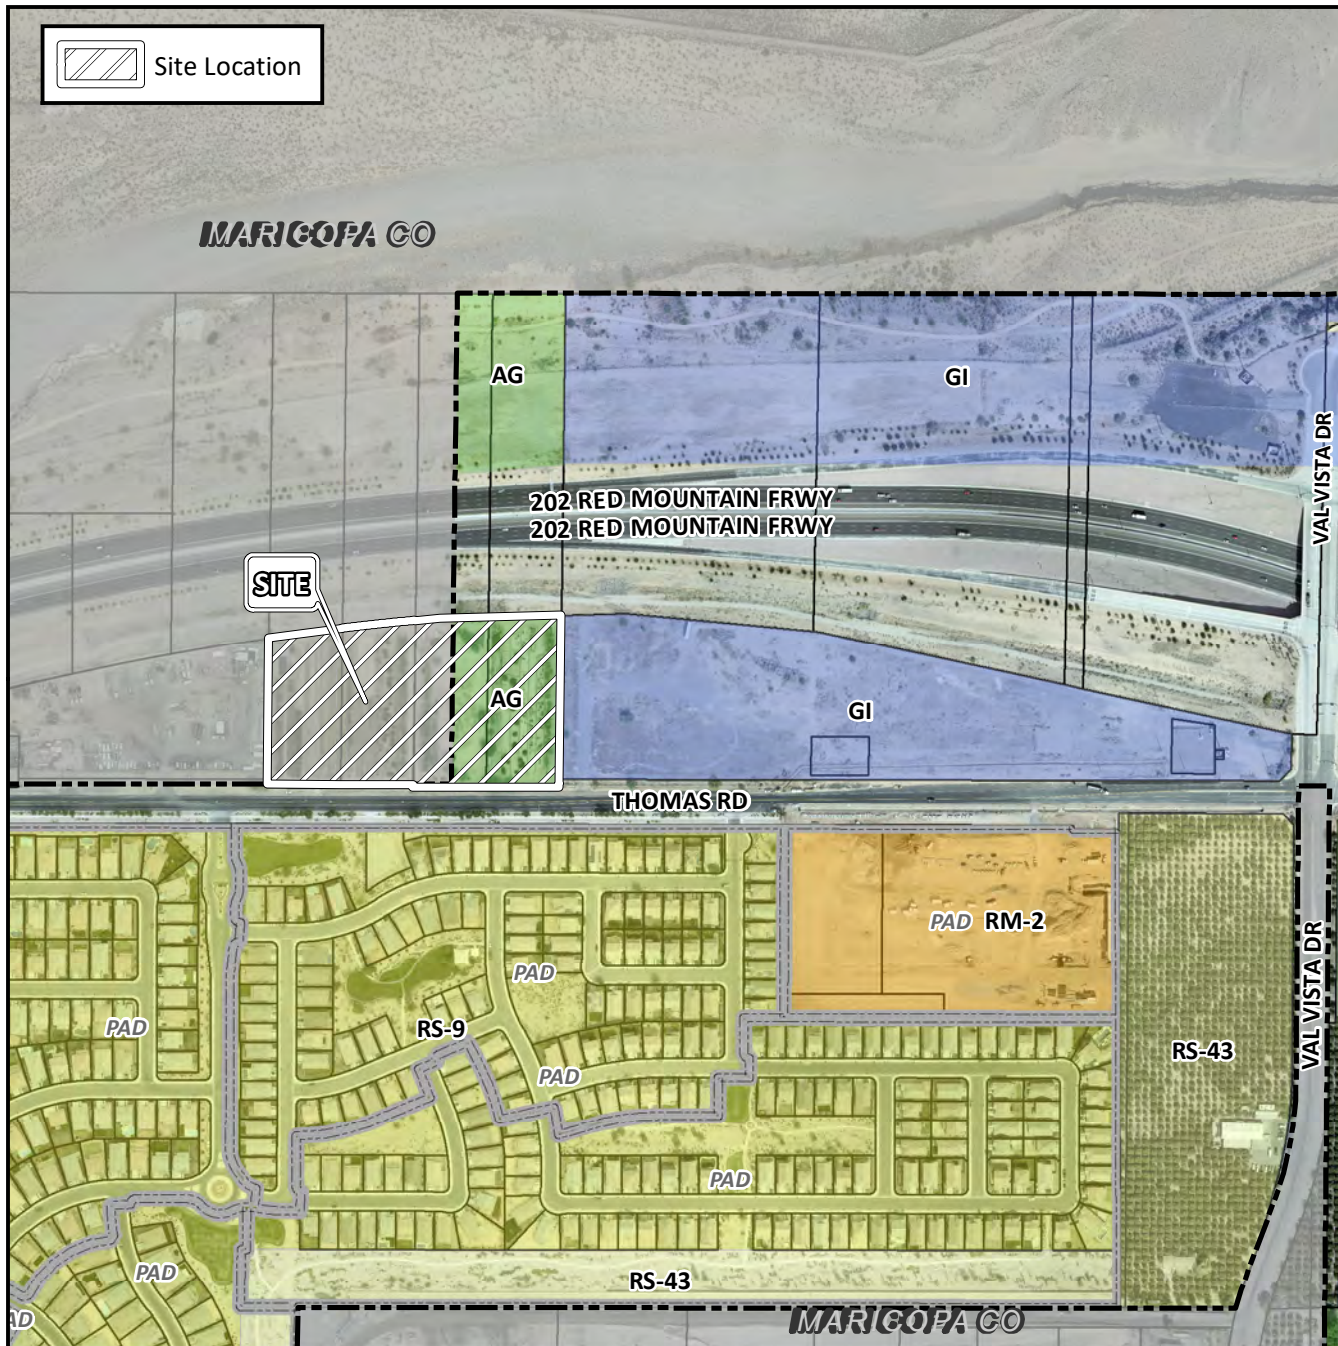 Site Location
MARICOPA CO
AG
GI
VAL VISTA DR
202 RED MOUNTAIN FRWY
202 RED MOUNTAIN FRWY
SITE
AG
GI
THOMAS RD
PAD RM-2
PAD
PAD
RS-9
VAL VISTA DR
RS-43
PAD
PAD
PAD
RS-43
AD
MARICOPA CO